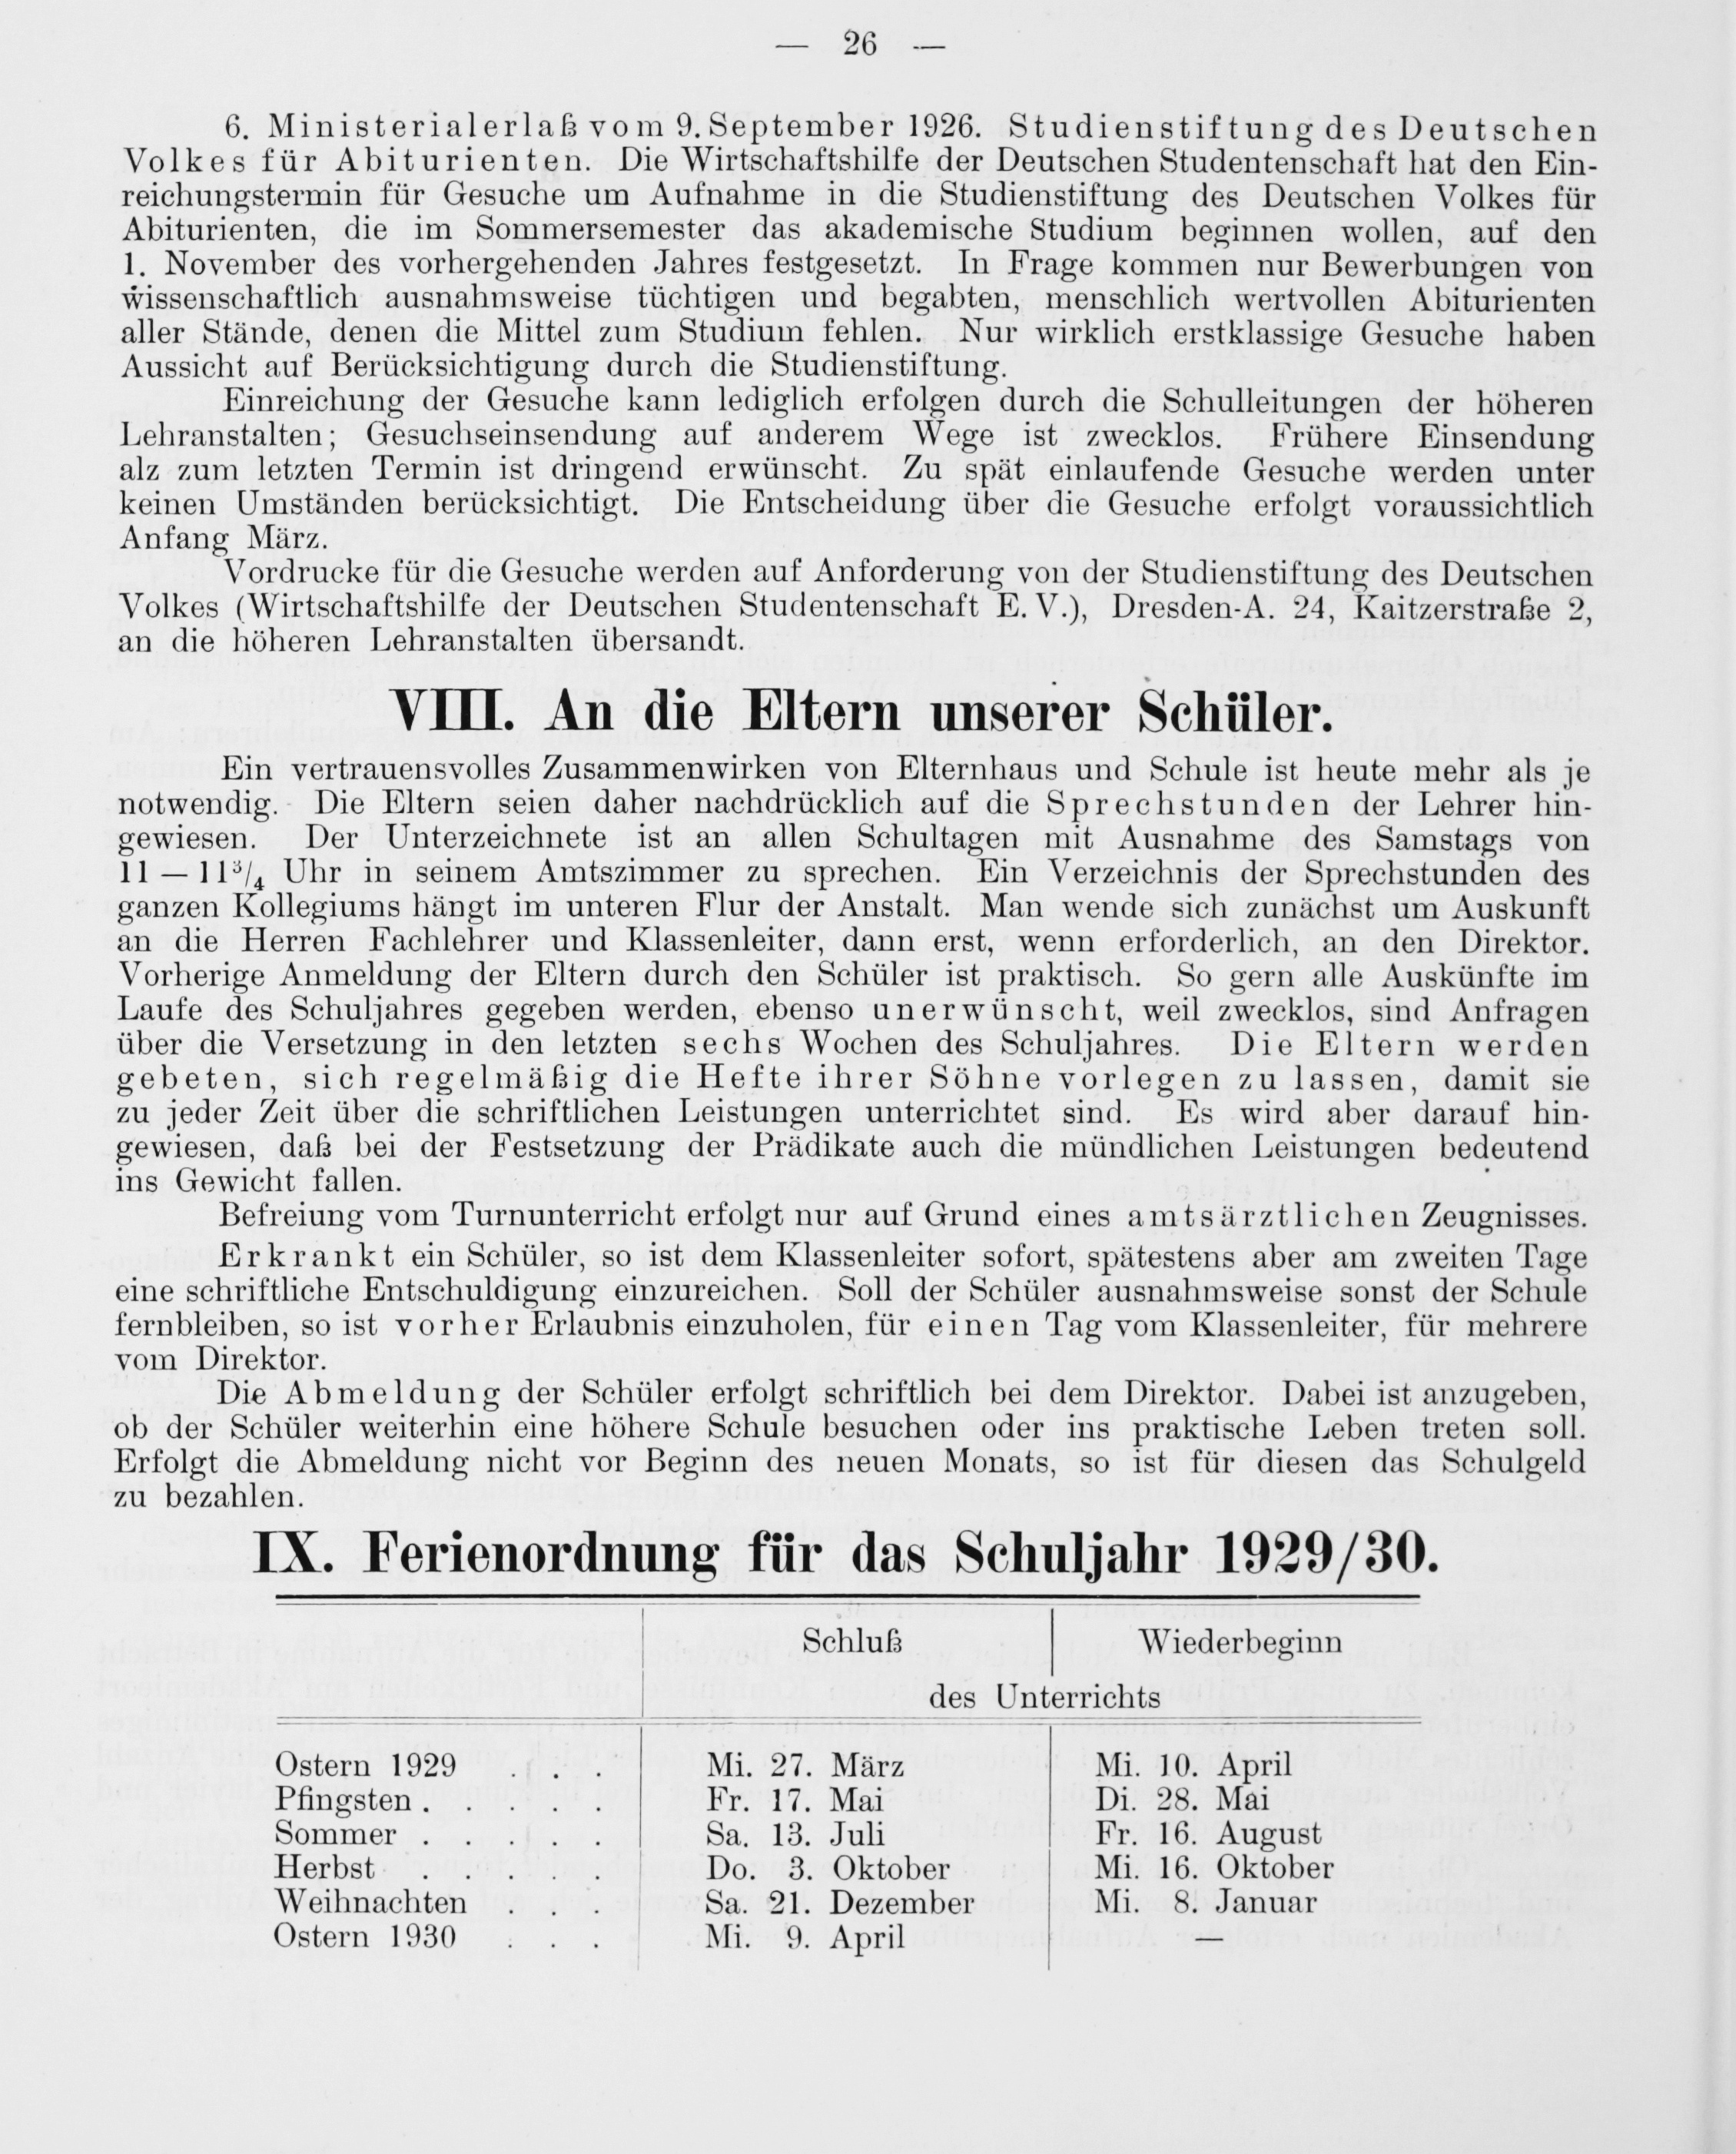 — 26 —
6. Ministerialerlaß vom 9. September 1926. Studienstiftung des Deutschen
Volkes für Abiturienten. Die Wirtschaftshilfe der Deutschen Studentenschaft hat den Ein-
reichungstermin für Gesuche um Aufnahme in die Studienstiftung des Deutschen Volkes für
Abiturienten, die im Sommersemester das akademische Studium beginnen wollen, auf den
1. November des vorhergehenden Jahres festgesetzt. In Frage kommen nur Bewerbungen von
wissenschaftlich ausnahmsweise tüchtigen und begabten, menschlich wertvollen Abiturienten
aller Stände, denen die Mittel zum Studium fehlen. Nur wirklich erstklassige Gesuche haben
Aussicht auf Berücksichtigung durch die Studienstiftung.
Einreichung der Gesuche kann lediglich erfolgen durch die Schulleitungen der höheren
Lehranstalten; Gesuchseinsendung auf anderem Wege ist zwecklos. Frühere Einsendung
alz zum letzten Termin ist dringend erwünscht. Zu spät einlaufende Gesuche werden unter
keinen Umständen berücksichtigt. Die Entscheidung über die Gesuche erfolgt voraussichtlich
Anfang März.
Vordrucke für die Gesuche werden auf Anforderung von der Studienstiftung des Deutschen
Volkes (Wirtschaftshilfe der Deutschen Studentenschaft E. V.), Dresden-A. 24, Kaitzerstraße 2,
an die höheren Lehranstalten übersandt.
VIII. An die Eltern unserer Schüler.
Ein vertrauensvolles Zusammenwirken von Elternhaus und Schule ist heute mehr als je
notwendig. Die Eltern seien daher nachdrücklich auf die Sprechstunden der Lehrer hin-
gewiesen. Der Unterzeichnete ist an allen Schultagen mit Ausnahme des Samstags von
11 — 11³/₄ Uhr in seinem Amtszimmer zu sprechen. Ein Verzeichnis der Sprechstunden des
ganzen Kollegiums hängt im unteren Flur der Anstalt. Man wende sich zunächst um Auskunft
an die Herren Fachlehrer und Klassenleiter, dann erst, wenn erforderlich, an den Direktor.
Vorherige Anmeldung der Eltern durch den Schüler ist praktisch. So gern alle Auskünfte im
Laufe des Schuljahres gegeben werden, ebenso unerwünscht, weil zwecklos, sind Anfragen
über die Versetzung in den letzten sechs Wochen des Schuljahres. Die Eltern werden
gebeten, sich regelmäßig die Hefte ihrer Söhne vorlegen zu lassen, damit sie
zu jeder Zeit über die schriftlichen Leistungen unterrichtet sind. Es wird aber darauf hin-
gewiesen, daß bei der Festsetzung der Prädikate auch die mündlichen Leistungen bedeutend
ins Gewicht fallen.
Befreiung vom Turnunterricht erfolgt nur auf Grund eines amtsärztlichen Zeugnisses.
Erkrankt ein Schüler, so ist dem Klassenleiter sofort, spätestens aber am zweiten Tage
eine schriftliche Entschuldigung einzureichen. Soll der Schüler ausnahmsweise sonst der Schule
fernbleiben, so ist vorher Erlaubnis einzuholen, für einen Tag vom Klassenleiter, für mehrere
vom Direktor.
Die Abmeldung der Schüler erfolgt schriftlich bei dem Direktor. Dabei ist anzugeben,
ob der Schüler weiterhin eine höhere Schule besuchen oder ins praktische Leben treten soll.
Erfolgt die Abmeldung nicht vor Beginn des neuen Monats, so ist für diesen das Schulgeld
zu bezahlen.
IX. Ferienordnung für das Schuljahr 1929/30.
Schluß Wiederbeginn
des Unterrichts
Ostern 1929 . . . Mi. 27. März Mi. 10. April
Pfingsten . . . . . Fr. 17. Mai Di. 28. Mai
Sommer . . . . . Sa. 13. Juli Fr. 16. August
Herbst . . . . . Do. 3. Oktober Mi. 16. Oktober
Weihnachten . . . Sa. 21. Dezember Mi. 8. Januar
Ostern 1930 . . . Mi. 9. April —